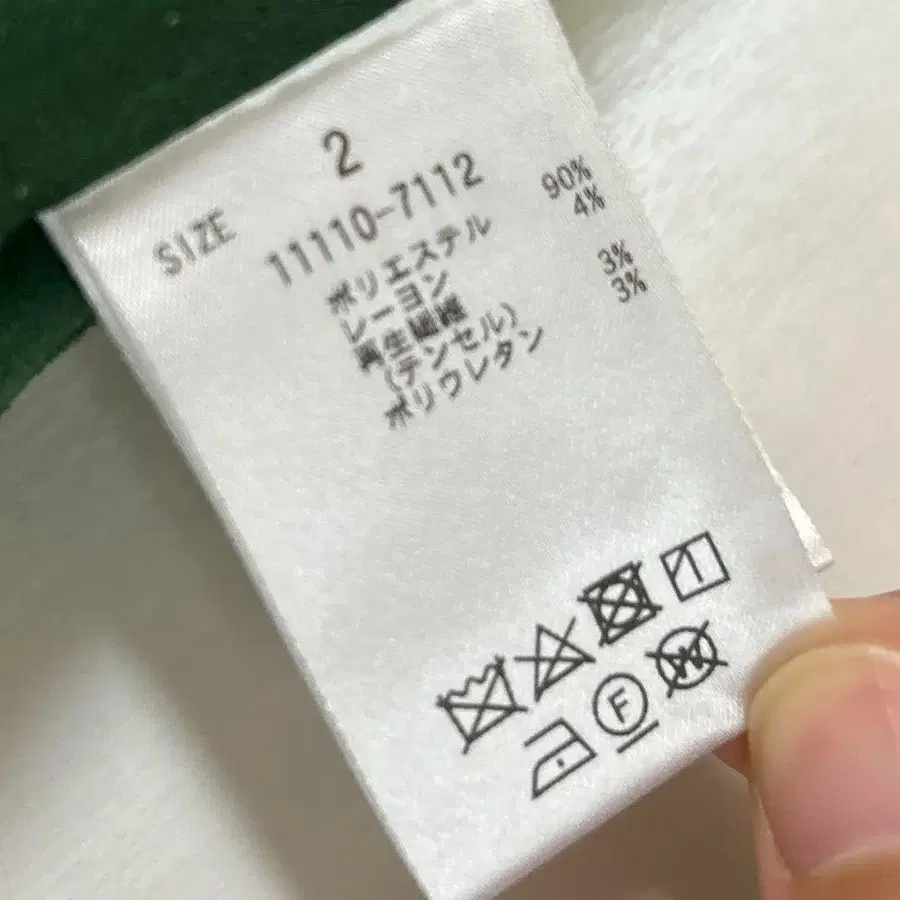 SIZE 2
11110-7112
ポリエステル 90%
レーヨン 4%
再生繊維
(テンセル) 3%
ポリウレタン 3%
F
W